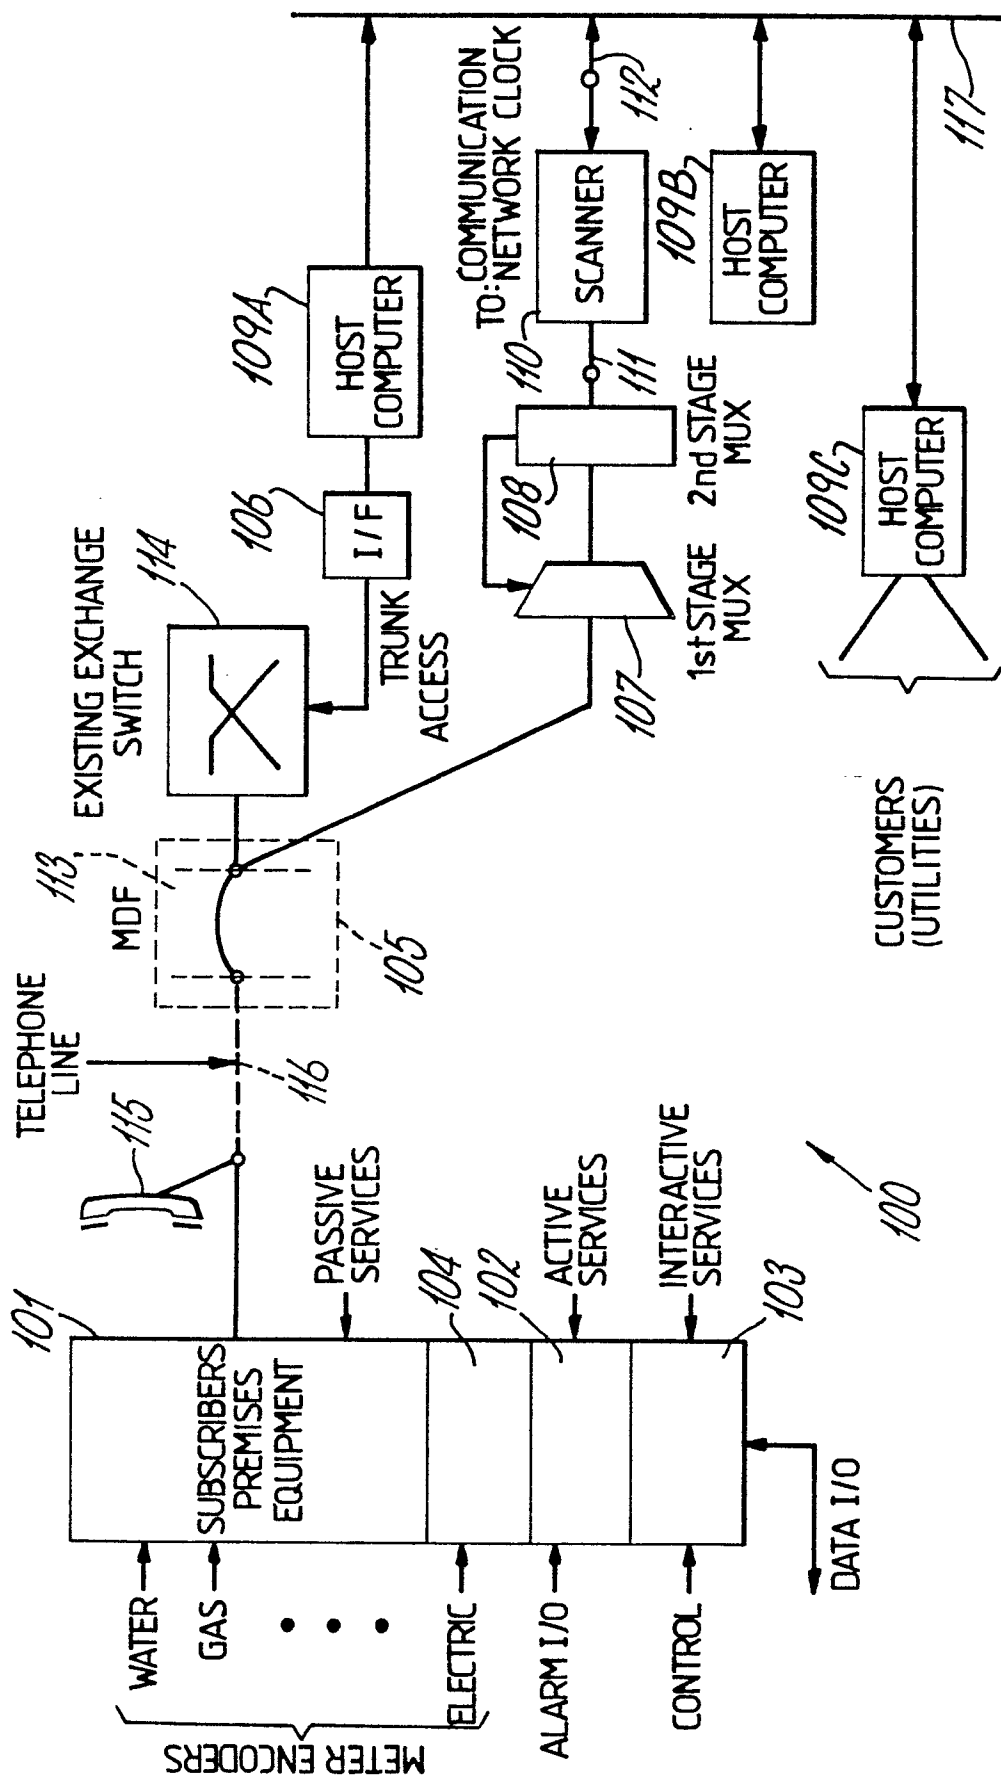 METER ENCODERS
WATER
GAS
ELECTRIC
ALARM I/O
CONTROL
DATA I/O
101
SUBSCRIBERS
PREMISES
EQUIPMENT
104
102
103
PASSIVE
SERVICES
ACTIVE
SERVICES
INTERACTIVE
SERVICES
100
115
TELEPHONE
LINE
116
113
MDF
105
EXISTING EXCHANGE
SWITCH
114
TRUNK
ACCESS
106
I/F
109A
HOST
COMPUTER
107
1st STAGE
MUX
108
2nd STAGE
MUX
111
110
SCANNER
TO: COMMUNICATION
NETWORK CLOCK
112
109B
HOST
COMPUTER
109C
HOST
COMPUTER
CUSTOMERS
(UTILITIES)
117